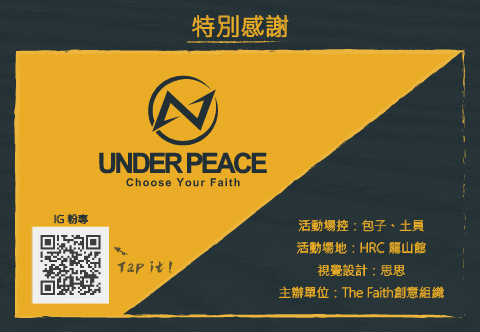 特別感謝
UNDER PEACE
Choose Your Faith
IG 粉專
Tap it!
活動場控：包子、土員
活動場地：HRC 龍山館
視覺設計：思思
主辦單位：The Faith創意組織